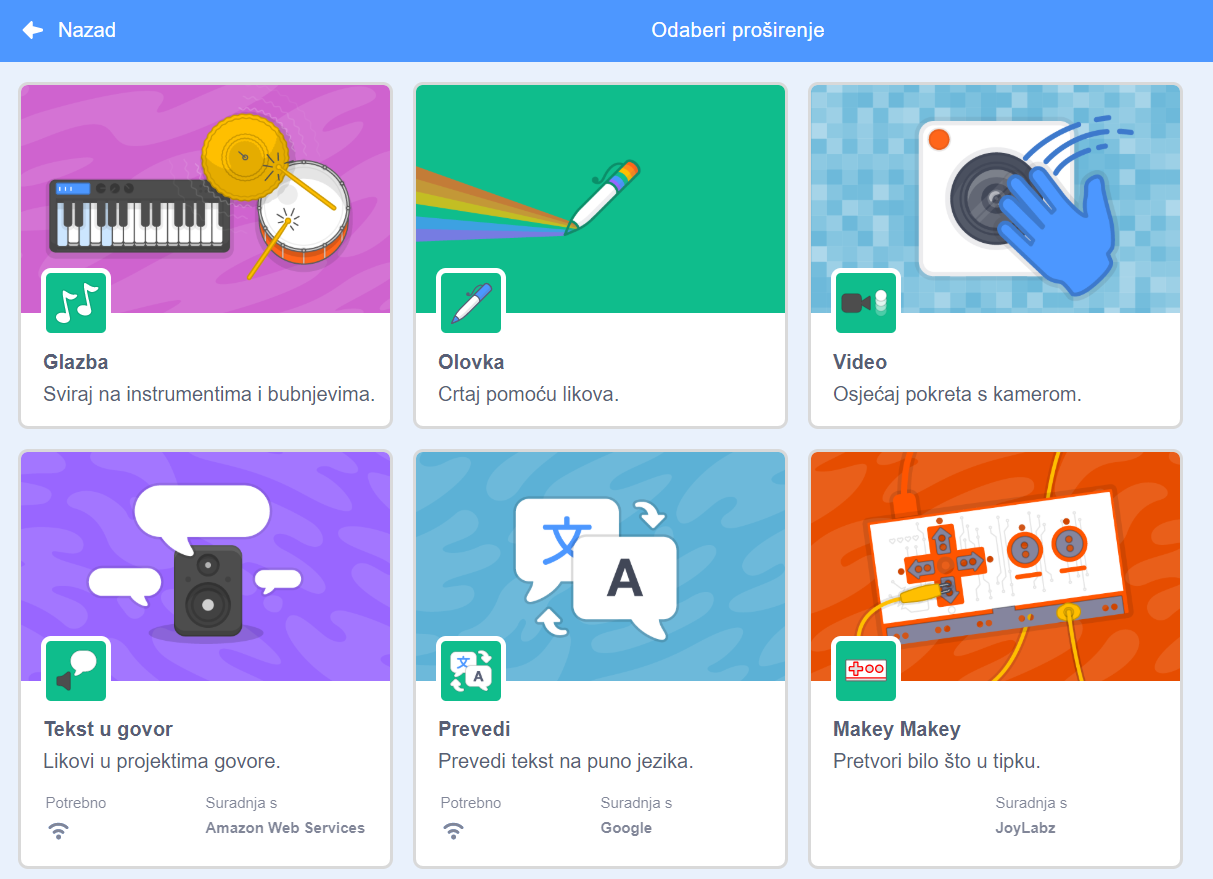 Nazad
Odaberi proširenje
Glazba
Sviraj na instrumentima i bubnjevima.
Olovka
Crtaj pomoću likova.
Video
Osjećaj pokreta s kamerom.
文
A
Tekst u govor
Likovi u projektima govore.
Potrebno
Suradnja s
Amazon Web Services
文
A
Prevedi
Prevedi tekst na puno jezika.
Potrebno
Suradnja s
Google
Makey Makey
Pretvori bilo što u tipku.
Suradnja s
JoyLabz